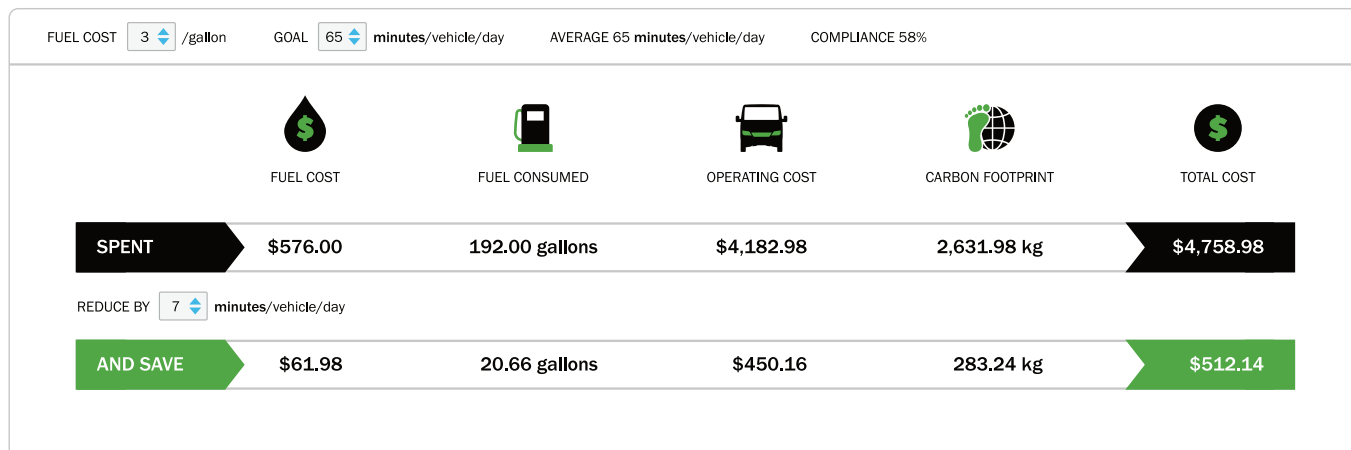 FUEL COST 3 /gallon GOAL 65 minutes/vehicle/day AVERAGE 65 minutes/vehicle/day COMPLIANCE 58%
$ $
FUEL COST FUEL CONSUMED OPERATING COST CARBON FOOTPRINT TOTAL COST
SPENT $576.00 192.00 gallons $4,182.98 2,631.98 kg $4,758.98
REDUCE BY 7 minutes/vehicle/day
AND SAVE $61.98 20.66 gallons $450.16 283.24 kg $512.14